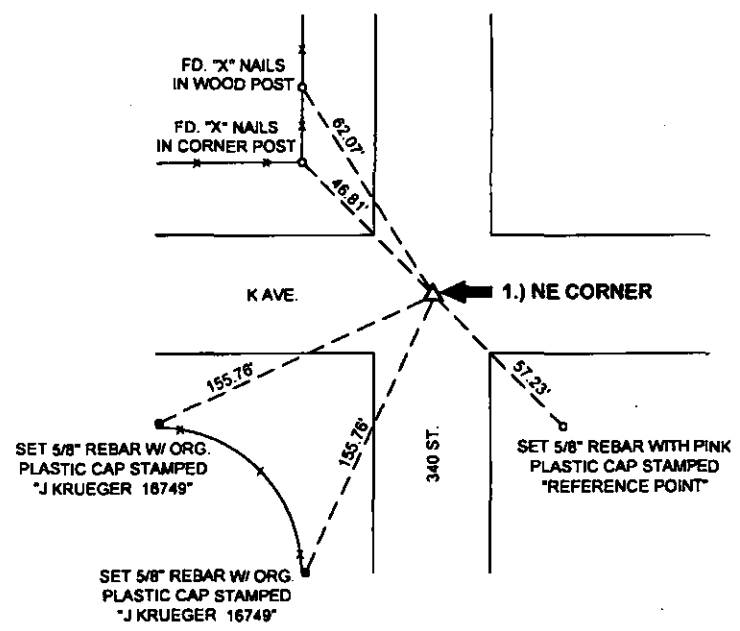 FD. "X" NAILS
IN WOOD POST
FD. "X" NAILS
IN CORNER POST
62.07'
46.81'
K AVE.
1.) NE CORNER
155.76'
155.76'
57.23'
340 ST.
SET 5/8" REBAR W/ ORG.
PLASTIC CAP STAMPED
"J KRUEGER 16749"
SET 5/8" REBAR WITH PINK
PLASTIC CAP STAMPED
"REFERENCE POINT"
SET 5/8" REBAR W/ ORG.
PLASTIC CAP STAMPED
"J KRUEGER 16749"